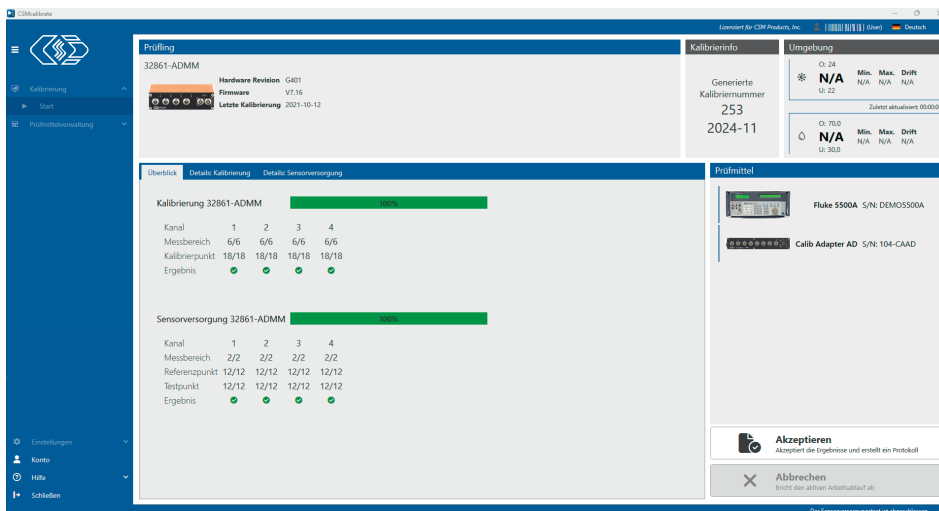 CSMcalibrate
Lizenziert für CSM Products, Inc.
(User)
Deutsch
Kalibrierung
Start
Prüfmittelverwaltung
Einstellungen
Konto
Hilfe
Schließen
Prüfling
32861-ADMM
Hardware Revision G401
Firmware V7.16
Letzte Kalibrierung 2021-10-12
Kalibrierinfo
Generierte
Kalibriernummer
253
2024-11
Umgebung
O: 24
N/A
U: 22
Min. Max. Drift
N/A N/A N/A
Zuletzt aktualisiert 00:00:0
O: 70.0
N/A
U: 30.0
Min. Max. Drift
N/A N/A N/A
Überblick Details: Kalibrierung Details: Sensorversorgung
Kalibrierung 32861-ADMM 100%
Kanal 1 2 3 4
Messbereich 6/6 6/6 6/6 6/6
Kalibrierpunkt 18/18 18/18 18/18 18/18
Ergebnis
Sensorversorgung 32861-ADMM 100%
Kanal 1 2 3 4
Messbereich 2/2 2/2 2/2 2/2
Referenzpunkt 12/12 12/12 12/12 12/12
Testpunkt 12/12 12/12 12/12 12/12
Ergebnis
Prüfmittel
Fluke 5500A S/N: DEMO5500A
Calib Adapter AD S/N: 104-CAAD
Akzeptieren
Akzeptiert die Ergebnisse und erstellt ein Protokoll
Abbrechen
Bricht den aktiven Arbeitsablauf ab